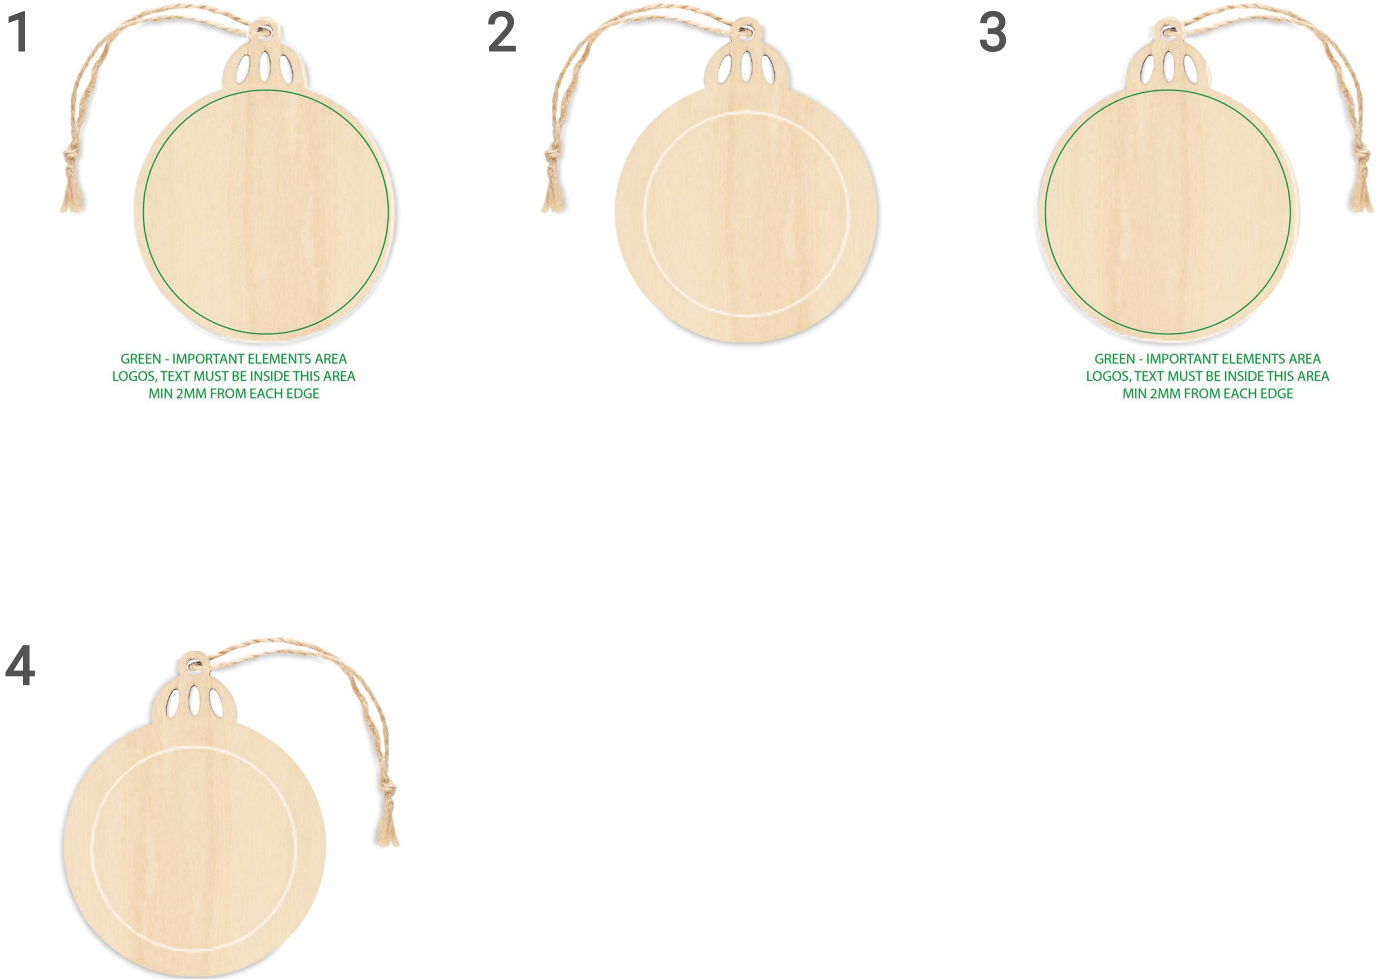 1
2
3
GREEN - IMPORTANT ELEMENTS AREA
LOGOS, TEXT MUST BE INSIDE THIS AREA
MIN 2MM FROM EACH EDGE
GREEN - IMPORTANT ELEMENTS AREA
LOGOS, TEXT MUST BE INSIDE THIS AREA
MIN 2MM FROM EACH EDGE
4